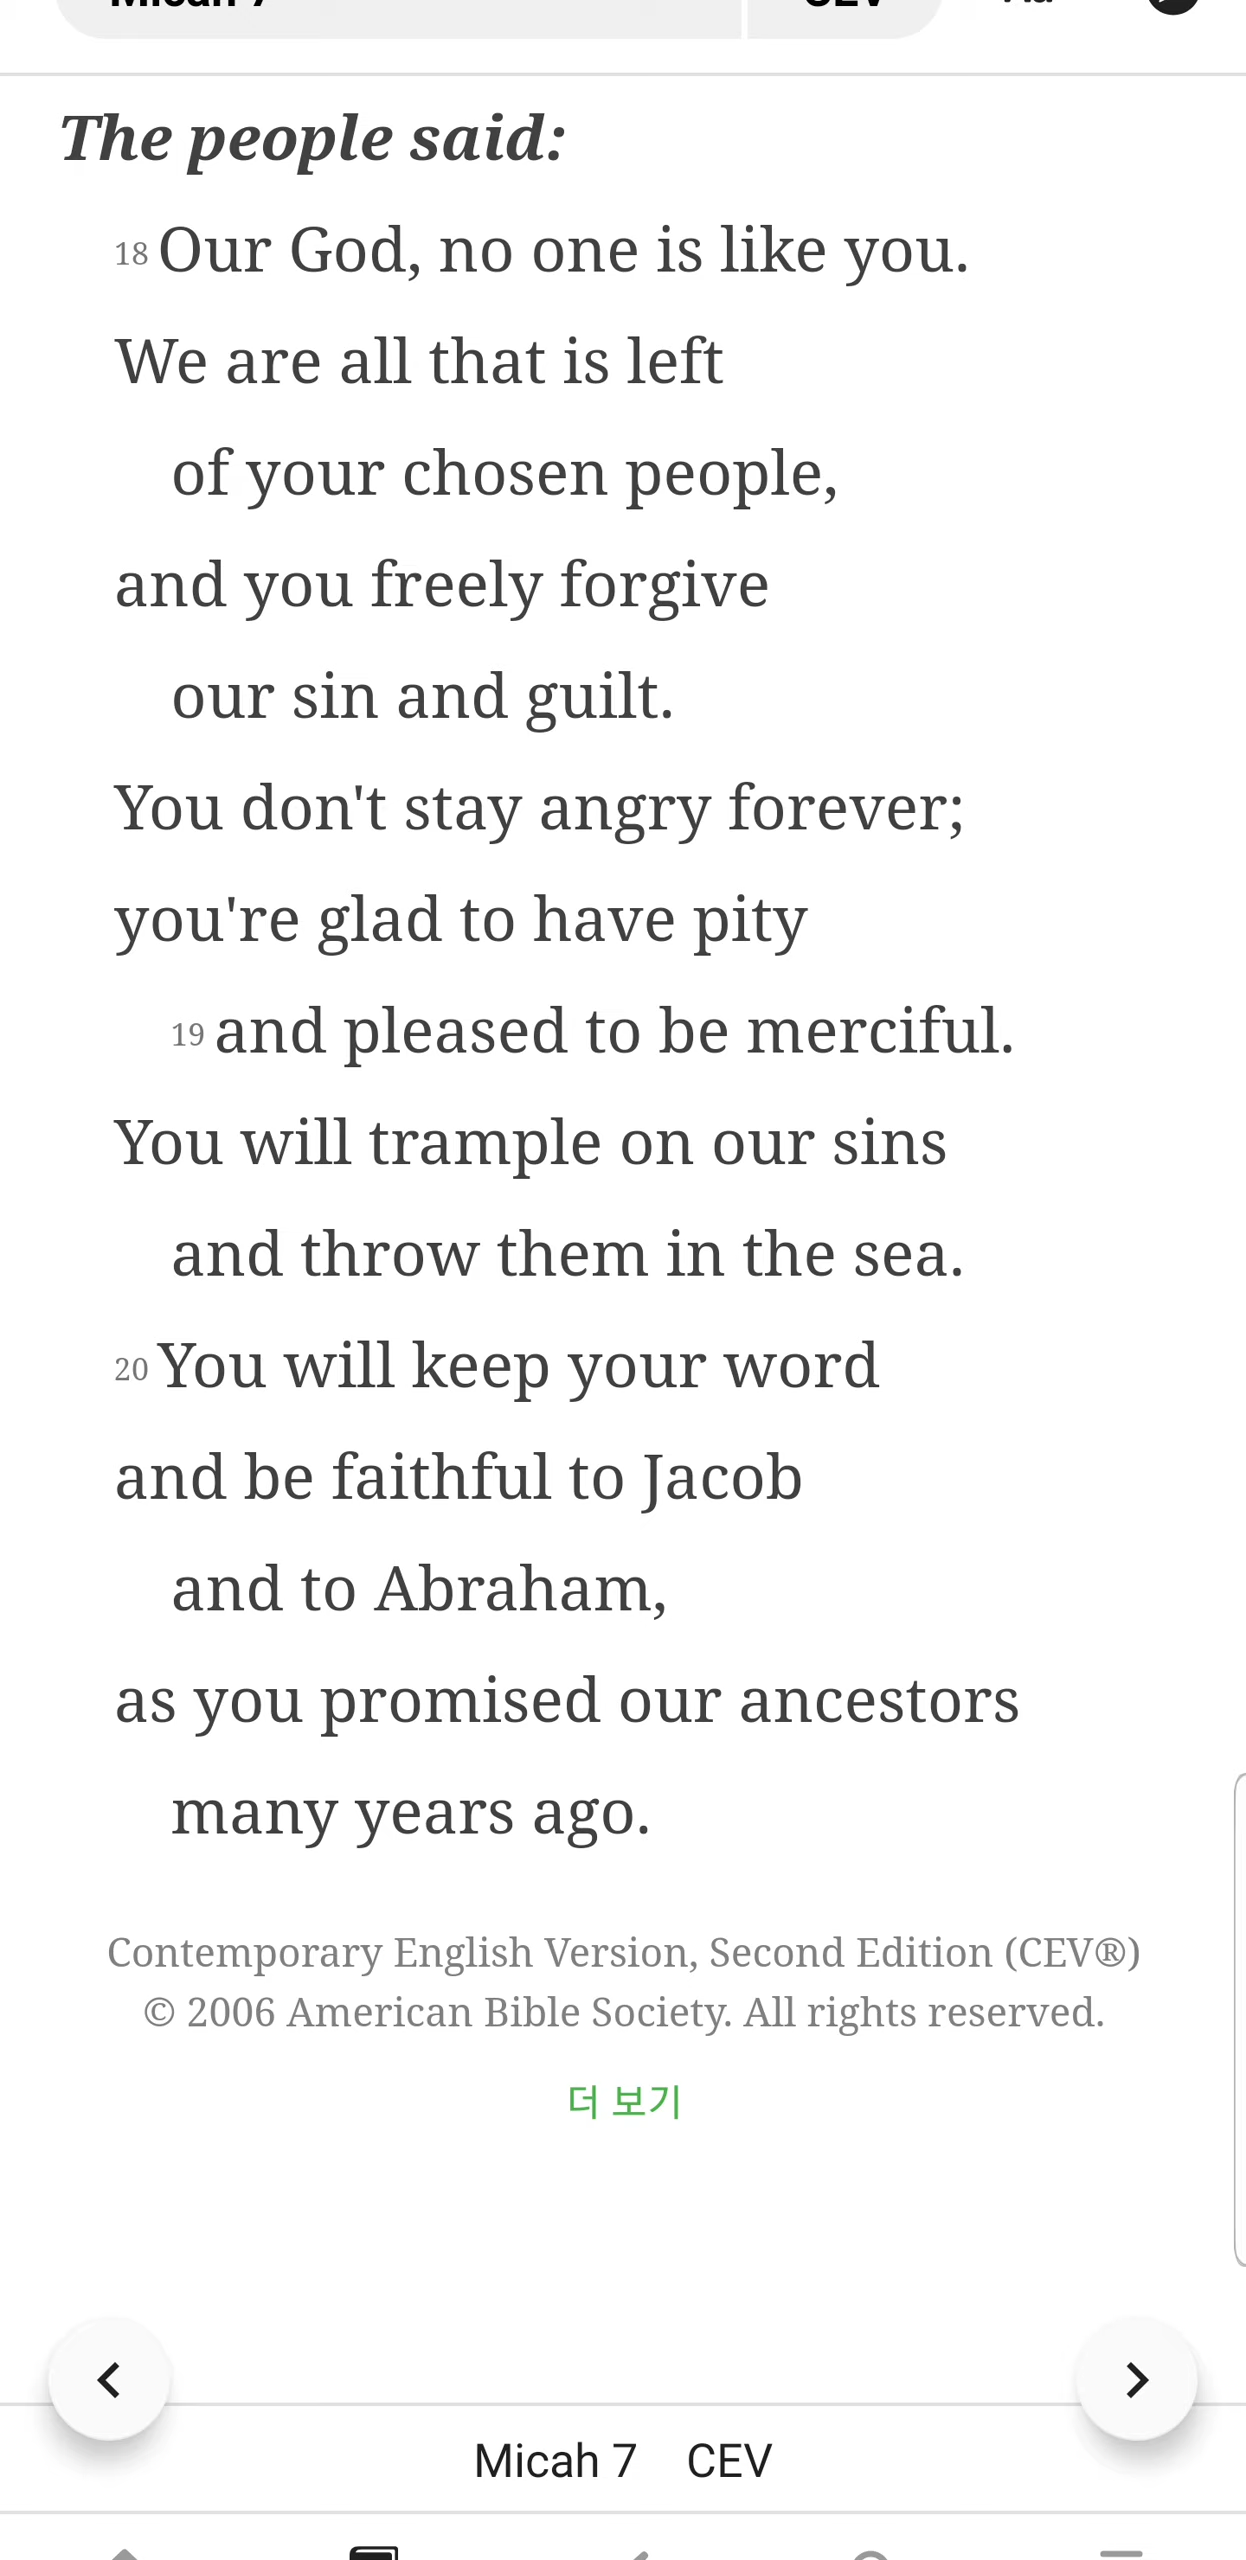 Micah 7 CEV Aa
The people said:
18 Our God, no one is like you.
We are all that is left
of your chosen people,
and you freely forgive
our sin and guilt.
You don't stay angry forever;
you're glad to have pity
19 and pleased to be merciful.
You will trample on our sins
and throw them in the sea.
20 You will keep your word
and be faithful to Jacob
and to Abraham,
as you promised our ancestors
many years ago.
Contemporary English Version, Second Edition (CEV®)
© 2006 American Bible Society. All rights reserved.
더 보기
Micah 7 CEV